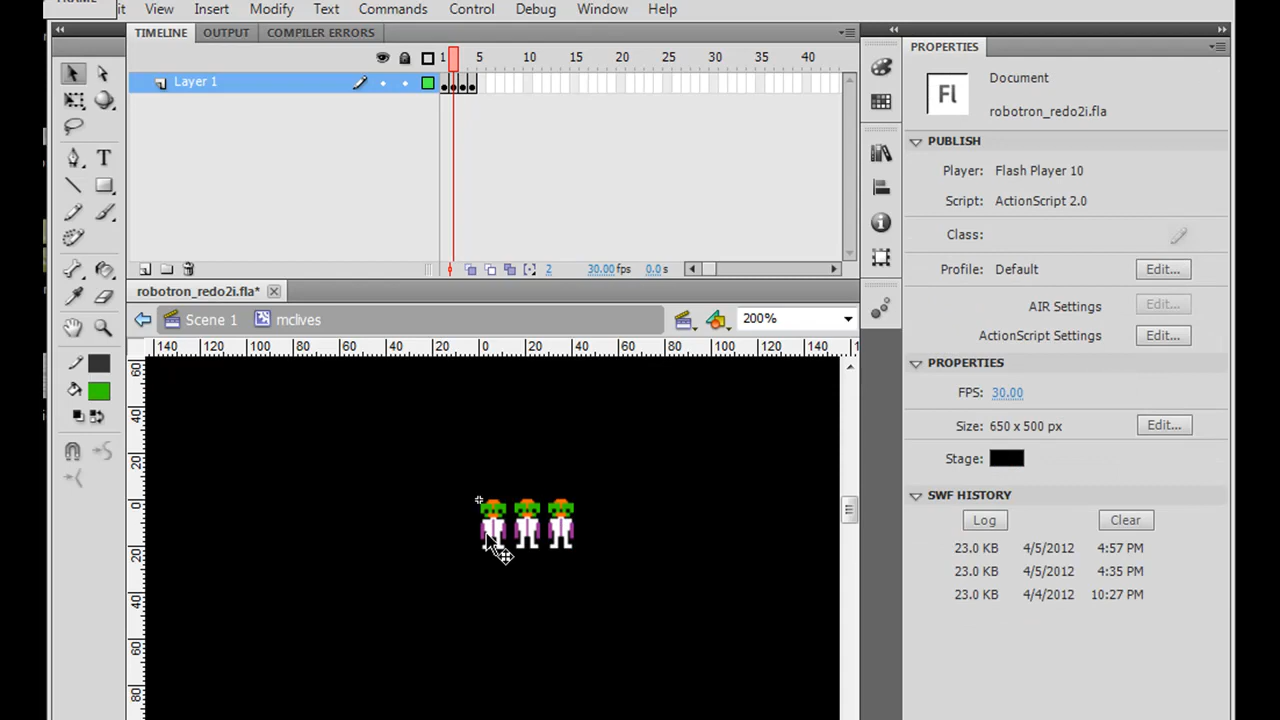 FRAME
it Insert Modify Text Commands Control Debug Window Help
TIMELINE OUTPUT COMPILER ERRORS
1 5 10 15 20 25 30 35 40
Layer 1
2 30.00 fps 0.0 s
robotron_redo2i.fla*
Scene 1 mclives 200%
140 120 100 80 60 40 20 0 20 40 60 80 100 120 140 1
60
40
20
0
20
40
60
80
PROPERTIES
Document
Fl
robotron_redo2i.fla
PUBLISH
Player: Flash Player 10
Script: ActionScript 2.0
Class:
Profile: Default Edit...
AIR Settings Edit...
ActionScript Settings Edit...
PROPERTIES
FPS: 30.00
Size: 650 x 500 px Edit...
Stage:
SWF HISTORY
Log Clear
23.0 KB 4/5/2012 4:57 PM
23.0 KB 4/5/2012 4:35 PM
23.0 KB 4/4/2012 10:27 PM